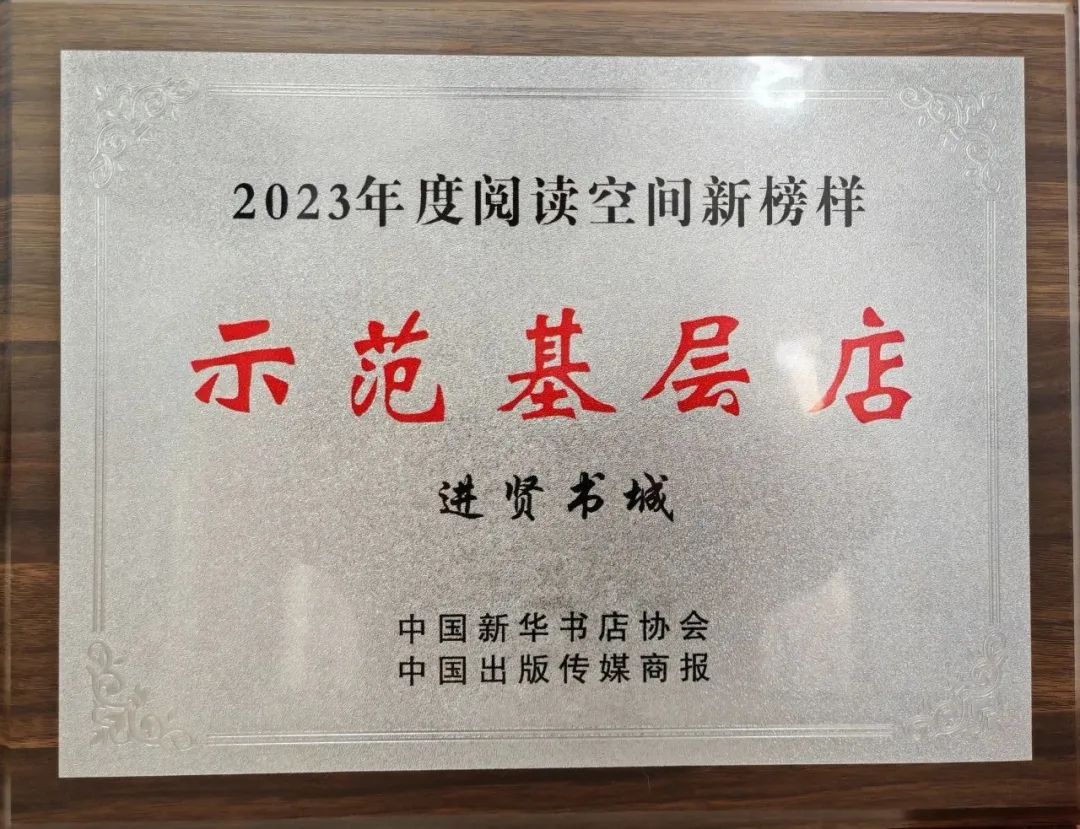 2023年度阅读空间新榜样
示范基层店
进贤书城
中国新华书店协会
中国出版传媒商报